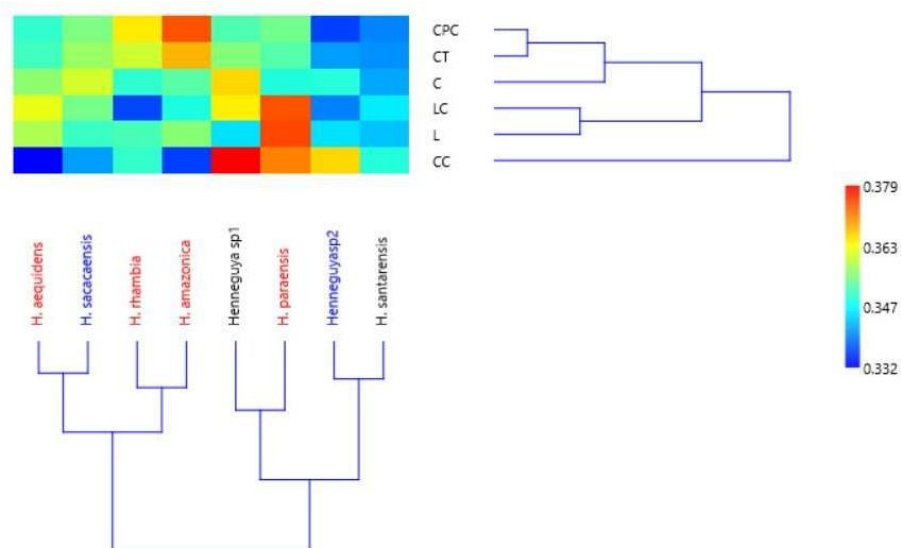 CPC
CT
C
LC
L
CC
0.379
0.363
0.347
0.332
H. aequidens
H. sacacaensis
H. rhambia
H. amazonica
Henneguya sp1
H. paraensis
Henneguyasp2
H. santarensis